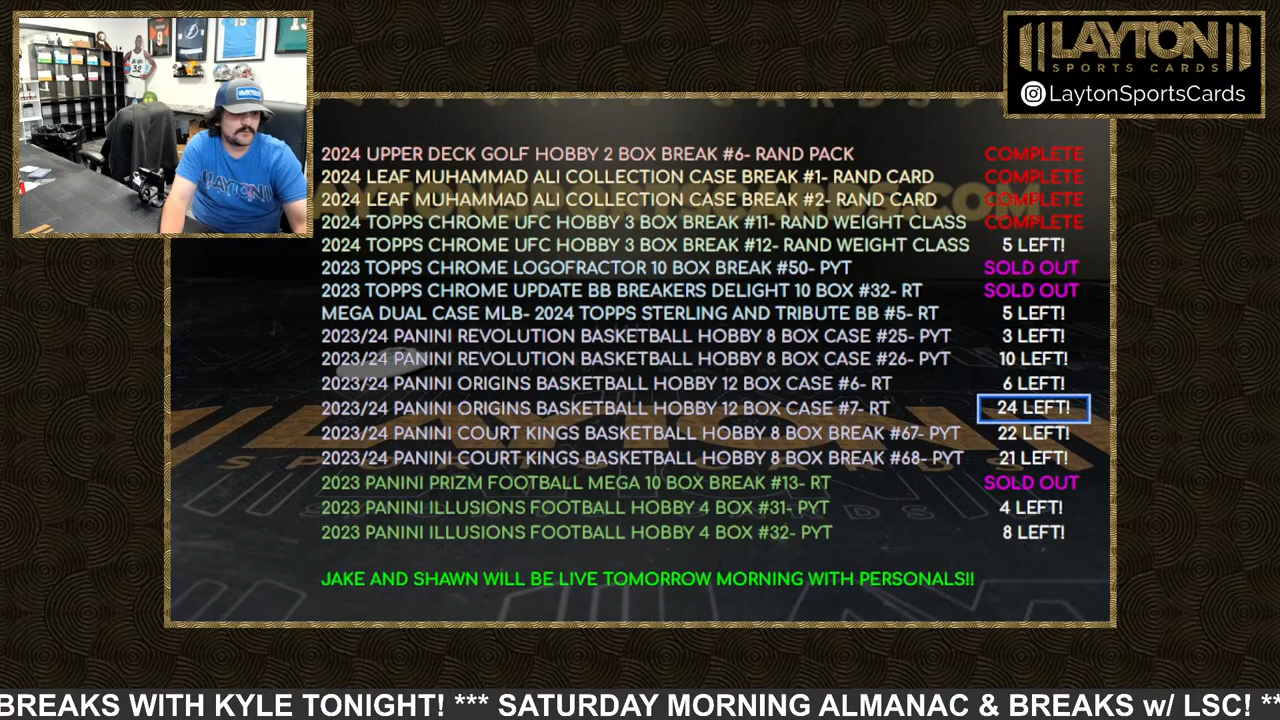 LAYTON
SPORTS CARDS
LaytonSportsCards
2024 UPPER DECK GOLF HOBBY 2 BOX BREAK #6- RAND PACK COMPLETE
2024 LEAF MUHAMMAD ALI COLLECTION CASE BREAK #1- RAND CARD COMPLETE
2024 LEAF MUHAMMAD ALI COLLECTION CASE BREAK #2- RAND CARD COMPLETE
2024 TOPPS CHROME UFC HOBBY 3 BOX BREAK #11- RAND WEIGHT CLASS COMPLETE
2024 TOPPS CHROME UFC HOBBY 3 BOX BREAK #12- RAND WEIGHT CLASS 5 LEFT!
2023 TOPPS CHROME LOGOFRACTOR 10 BOX BREAK #50- PYT SOLD OUT
2023 TOPPS CHROME UPDATE BB BREAKERS DELIGHT 10 BOX #32- RT SOLD OUT
MEGA DUAL CASE MLB- 2024 TOPPS STERLING AND TRIBUTE BB #5- RT 5 LEFT!
2023/24 PANINI REVOLUTION BASKETBALL HOBBY 8 BOX CASE #25- PYT 3 LEFT!
2023/24 PANINI REVOLUTION BASKETBALL HOBBY 8 BOX CASE #26- PYT 10 LEFT!
2023/24 PANINI ORIGINS BASKETBALL HOBBY 12 BOX CASE #6- RT 6 LEFT!
2023/24 PANINI ORIGINS BASKETBALL HOBBY 12 BOX CASE #7- RT 24 LEFT!
2023/24 PANINI COURT KINGS BASKETBALL HOBBY 8 BOX BREAK #67- PYT 22 LEFT!
2023/24 PANINI COURT KINGS BASKETBALL HOBBY 8 BOX BREAK #68- PYT 21 LEFT!
2023 PANINI PRIZM FOOTBALL MEGA 10 BOX BREAK #13- RT SOLD OUT
2023 PANINI ILLUSIONS FOOTBALL HOBBY 4 BOX #31- PYT 4 LEFT!
2023 PANINI ILLUSIONS FOOTBALL HOBBY 4 BOX #32- PYT 8 LEFT!
JAKE AND SHAWN WILL BE LIVE TOMORROW MORNING WITH PERSONALS!!
BREAKS WITH KYLE TONIGHT! *** SATURDAY MORNING ALMANAC & BREAKS w/ LSC! **